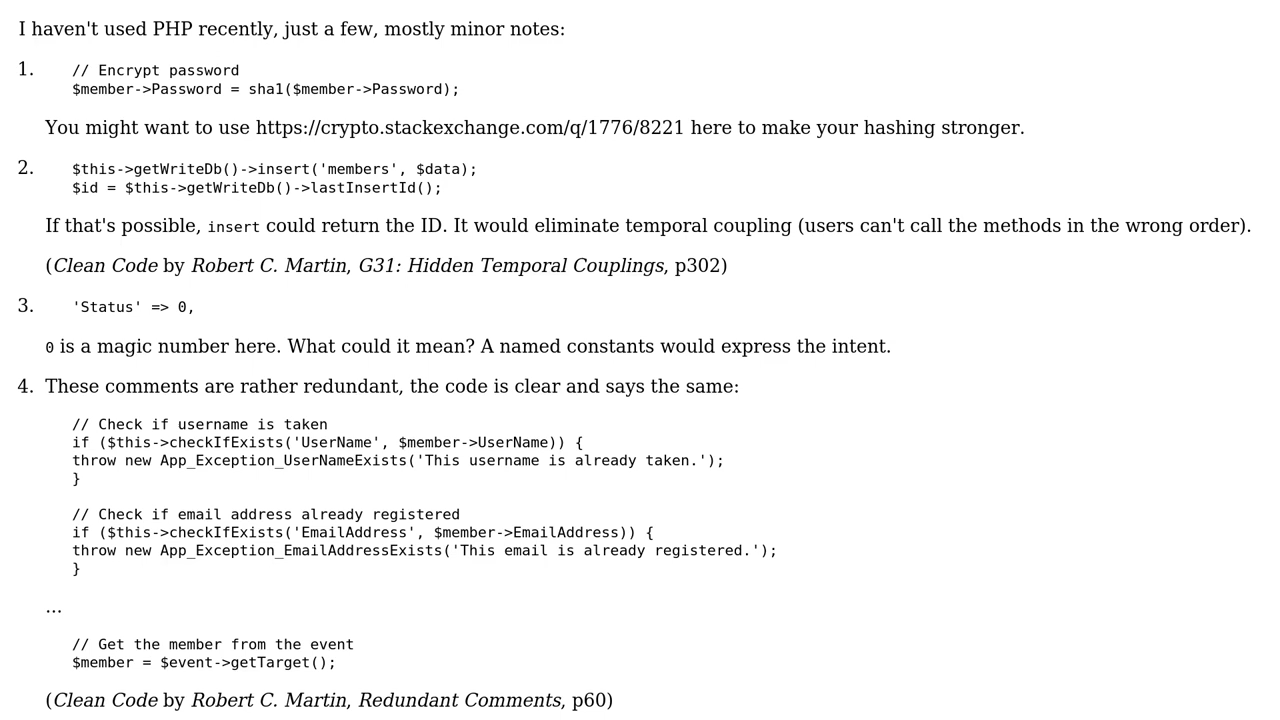 I haven't used PHP recently, just a few, mostly minor notes:
1. // Encrypt password
$member->Password = sha1($member->Password);
You might want to use https://crypto.stackexchange.com/q/1776/8221 here to make your hashing stronger.
2. $this->getWriteDb()->insert('members', $data);
$id = $this->getWriteDb()->lastInsertId();
If that's possible, insert could return the ID. It would eliminate temporal coupling (users can't call the methods in the wrong order).
(Clean Code by Robert C. Martin, G31: Hidden Temporal Couplings, p302)
3. 'Status' => 0,
0 is a magic number here. What could it mean? A named constants would express the intent.
4. These comments are rather redundant, the code is clear and says the same:
// Check if username is taken
if ($this->checkIfExists('UserName', $member->UserName)) {
throw new App_Exception_UserNameExists('This username is already taken.');
}
// Check if email address already registered
if ($this->checkIfExists('EmailAddress', $member->EmailAddress)) {
throw new App_Exception_EmailAddressExists('This email is already registered.');
}
...
// Get the member from the event
$member = $event->getTarget();
(Clean Code by Robert C. Martin, Redundant Comments, p60)